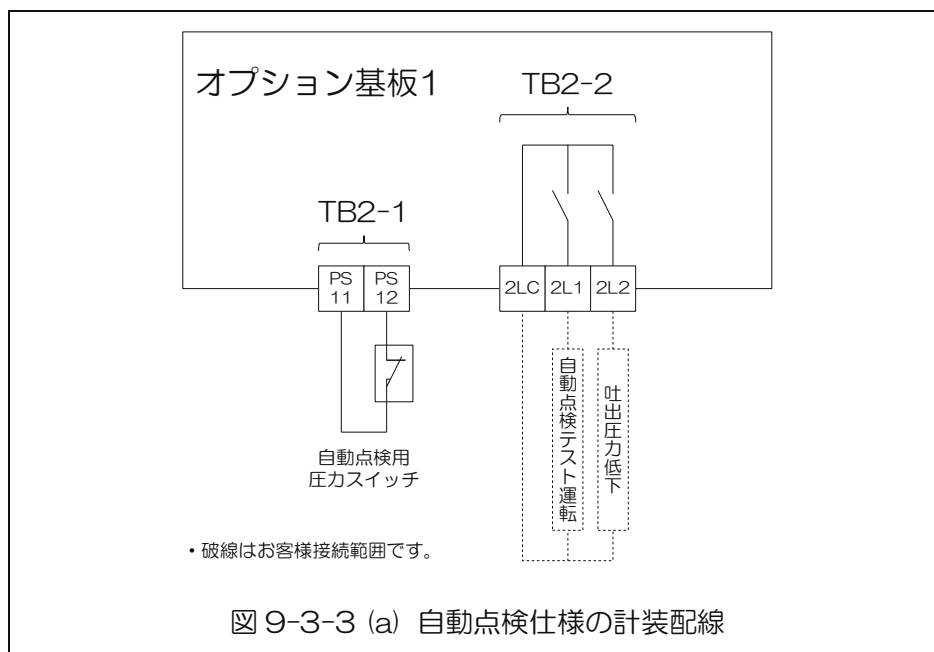 オプション基板1
TB2-2
TB2-1
PS
11
PS
12
2LC
2L1
2L2
自動点検テスト運転
吐出圧力低下
自動点検用
圧力スイッチ
・破線はお客様接続範囲です。
図 9-3-3 (a) 自動点検仕様の計装配線